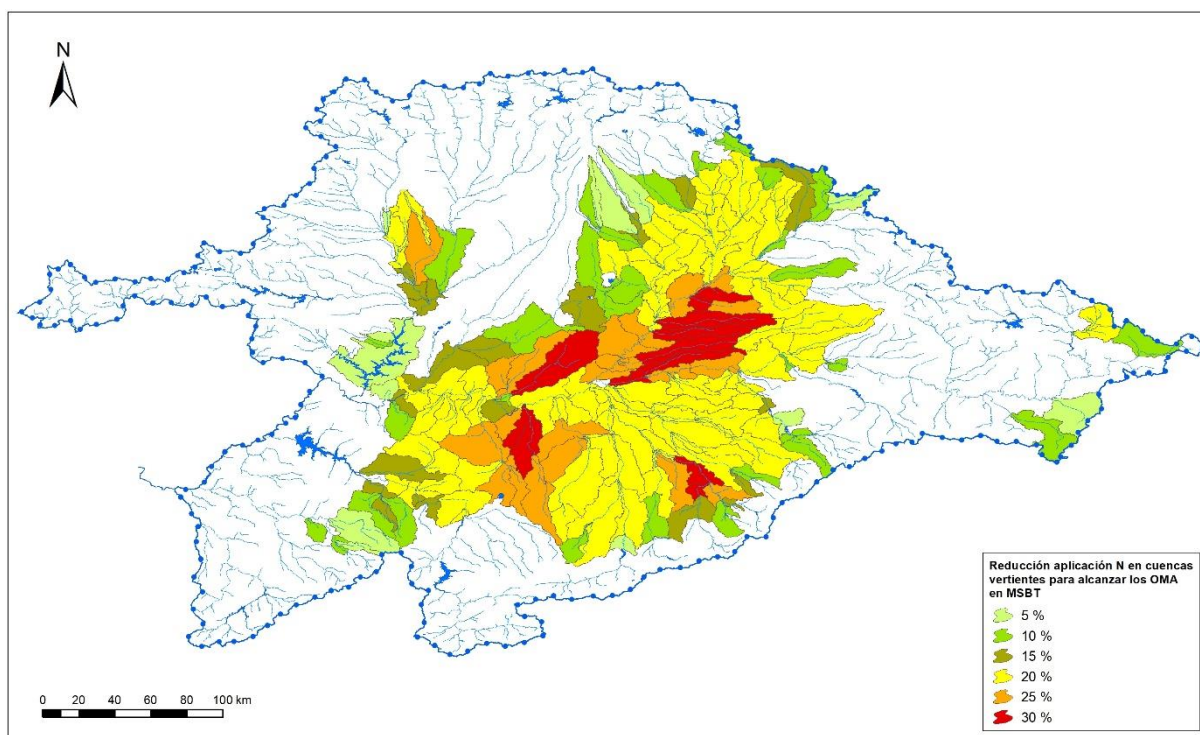 N
0 20 40 60 80 100 km
Reducción aplicación N en cuencas
vertientes para alcanzar los OMA
en MSBT
5 %
10 %
15 %
20 %
25 %
30 %